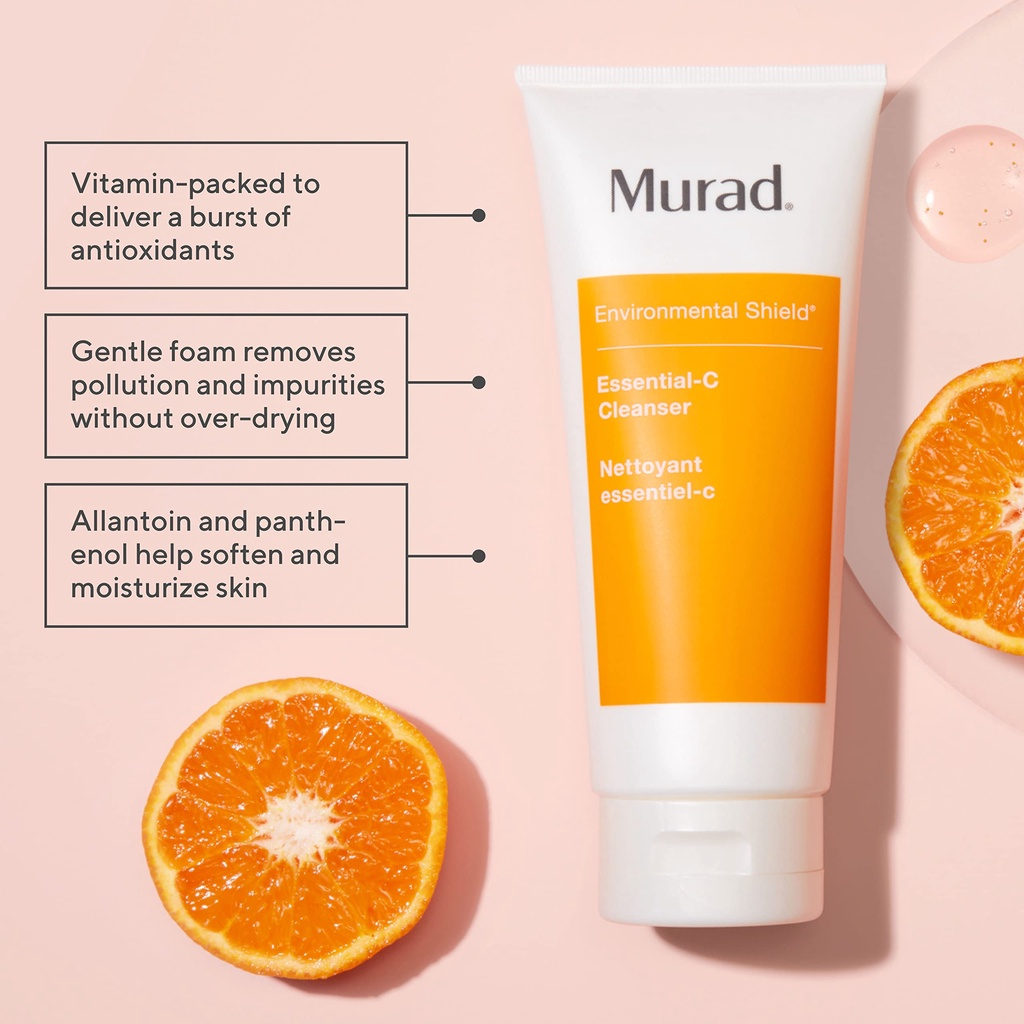 Vitamin-packed to
deliver a burst of
antioxidants
Gentle foam removes
pollution and impurities
without over-drying
Allantoin and panth-
enol help soften and
moisturize skin
Murad®
Environmental Shield®
Essential-C
Cleanser
Nettoyant
essentiel-c